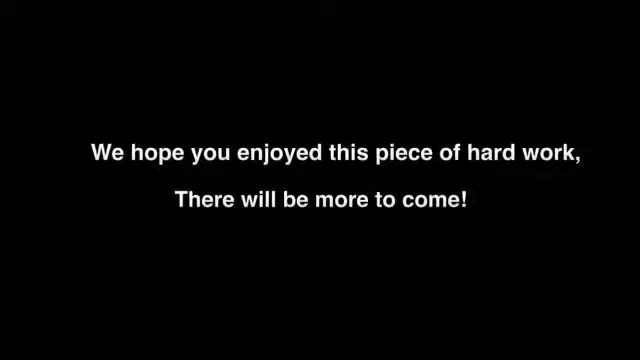 We hope you enjoyed this piece of hard work,
There will be more to come!